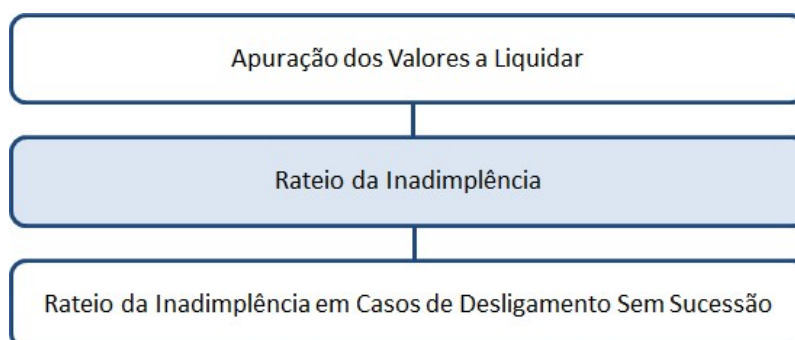 Apuração dos Valores a Liquidar
Rateio da Inadimplência
Rateio da Inadimplência em Casos de Desligamento Sem Sucessão